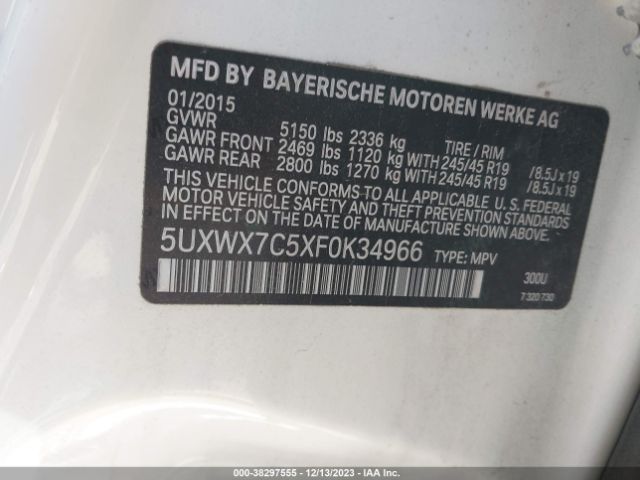 MFD BY BAYERISCHE MOTOREN WERKE AG
01/2015
GVWR 5150 lbs 2336 kg TIRE / RIM
GAWR FRONT 2469 lbs 1120 kg WITH 245/45 R19 /8.5J x 19
GAWR REAR 2800 lbs 1270 kg WITH 245/45 R19 /8.5J x 19
THIS VEHICLE CONFORMS TO ALL APPLICABLE U. S. FEDERAL
MOTOR VEHICLE SAFETY AND THEFT PREVENTION STANDARDS
IN EFFECT ON THE DATE OF MANUFACTURE SHOWN ABOVE.
5UXWX7C5XF0K34966 TYPE: MPV
300U
7 320 730
000-38297555 - 12/13/2023 - IAA Inc.